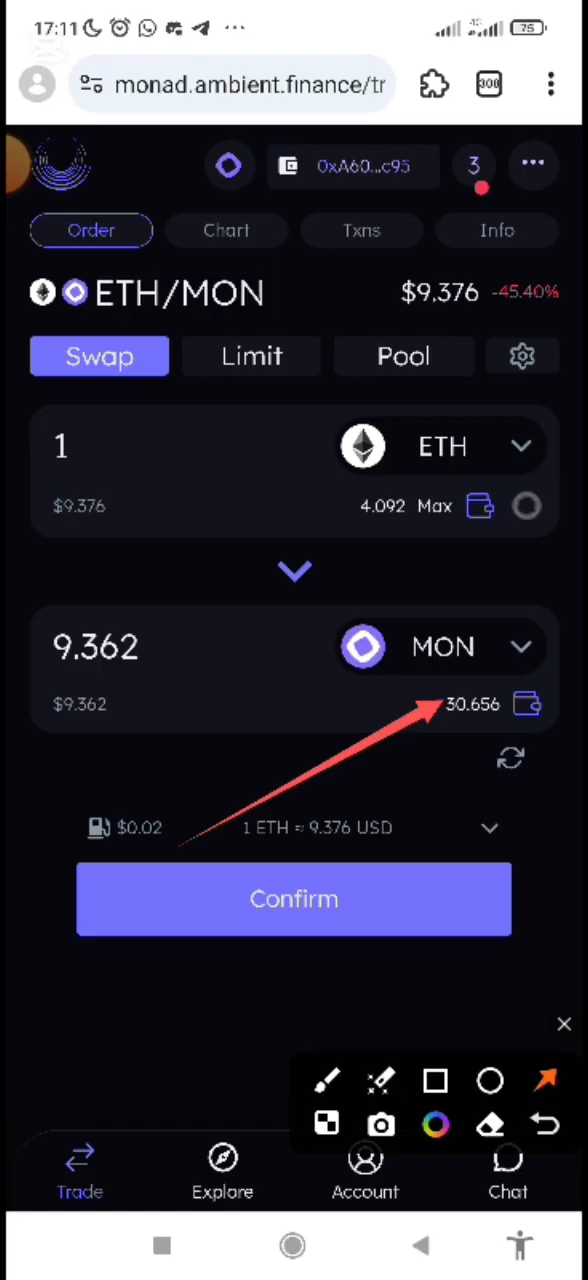 17:11
4G
75
monad.ambient.finance/tr
308
0xA60...c95
3
Order Chart Txns Info
ETH/MON $9.376 -45.40%
Swap Limit Pool
1 ETH
$9.376 4.092 Max
9.362 MON
$9.362 30.656
$0.02 1 ETH ≈ 9.376 USD
Confirm
Trade Explore Account Chat